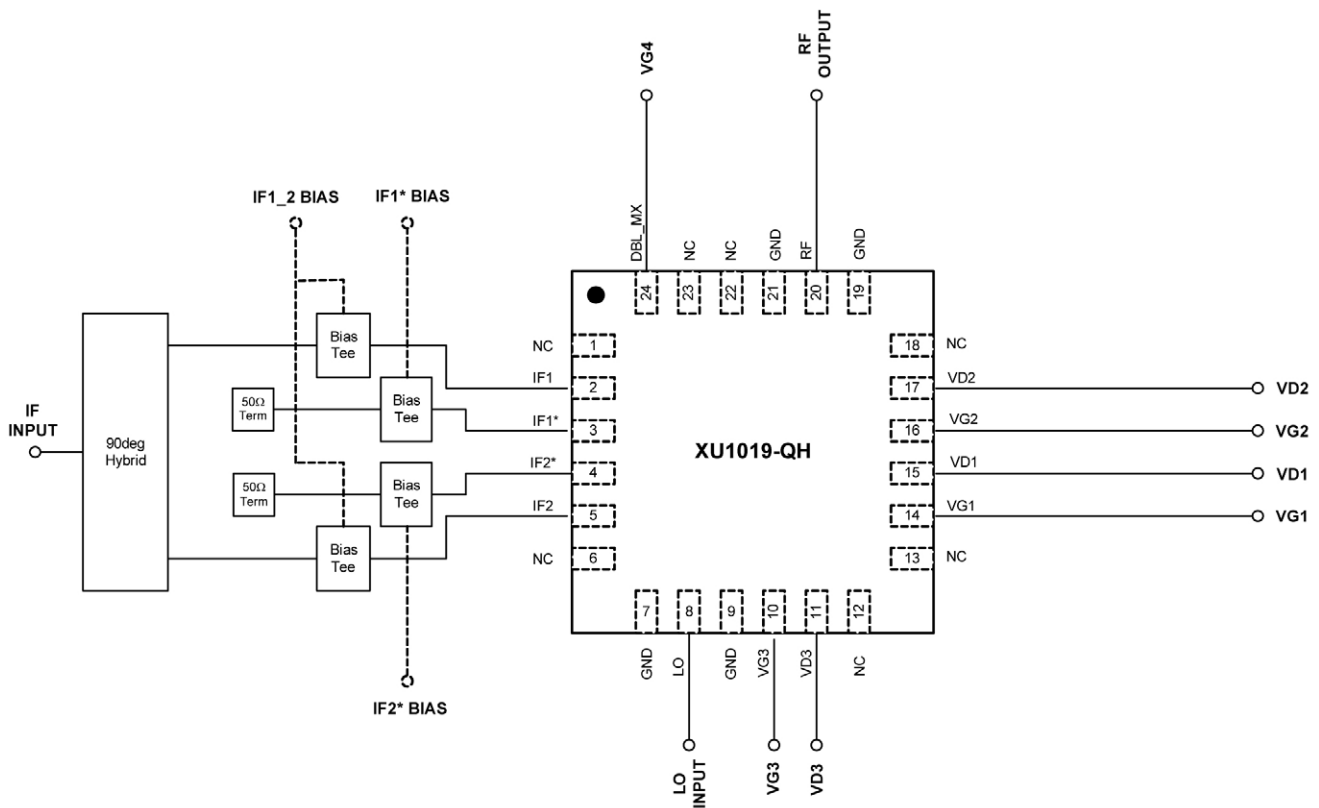 VG4
RF
OUTPUT
IF1_2 BIAS
IF1* BIAS
DBL_MX
NC
NC
GND
RF
GND
24
23
22
21
20
19
Bias
Tee
NC
1
18
NC
IF1
2
17
VD2
VD2
IF
INPUT
90deg
Hybrid
50Ω
Term
Bias
Tee
IF1*
3
16
VG2
VG2
XU1019-QH
50Ω
Term
Bias
Tee
IF2*
4
15
VD1
VD1
IF2
5
14
VG1
VG1
Bias
Tee
NC
6
13
NC
7
8
9
10
11
12
GND
LO
GND
VG3
VD3
NC
IF2* BIAS
LO
INPUT
VG3
VD3